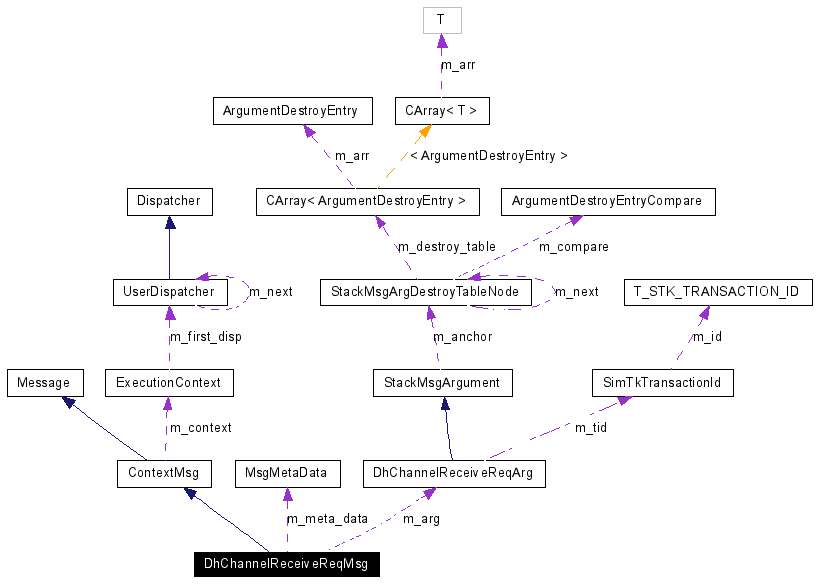 T
m_arr
ArgumentDestroyEntry
CArray< T >
m_arr
< ArgumentDestroyEntry >
Dispatcher
CArray< ArgumentDestroyEntry >
ArgumentDestroyEntryCompare
m_destroy_table
m_compare
UserDispatcher
m_next
StackMsgArgDestroyTableNode
m_next
T_STK_TRANSACTION_ID
m_first_disp
m_anchor
m_id
Message
ExecutionContext
StackMsgArgument
SimTkTransactionId
m_context
m_tid
ContextMsg
MsgMetaData
DhChannelReceiveReqArg
m_meta_data
m_arg
DhChannelReceiveReqMsg